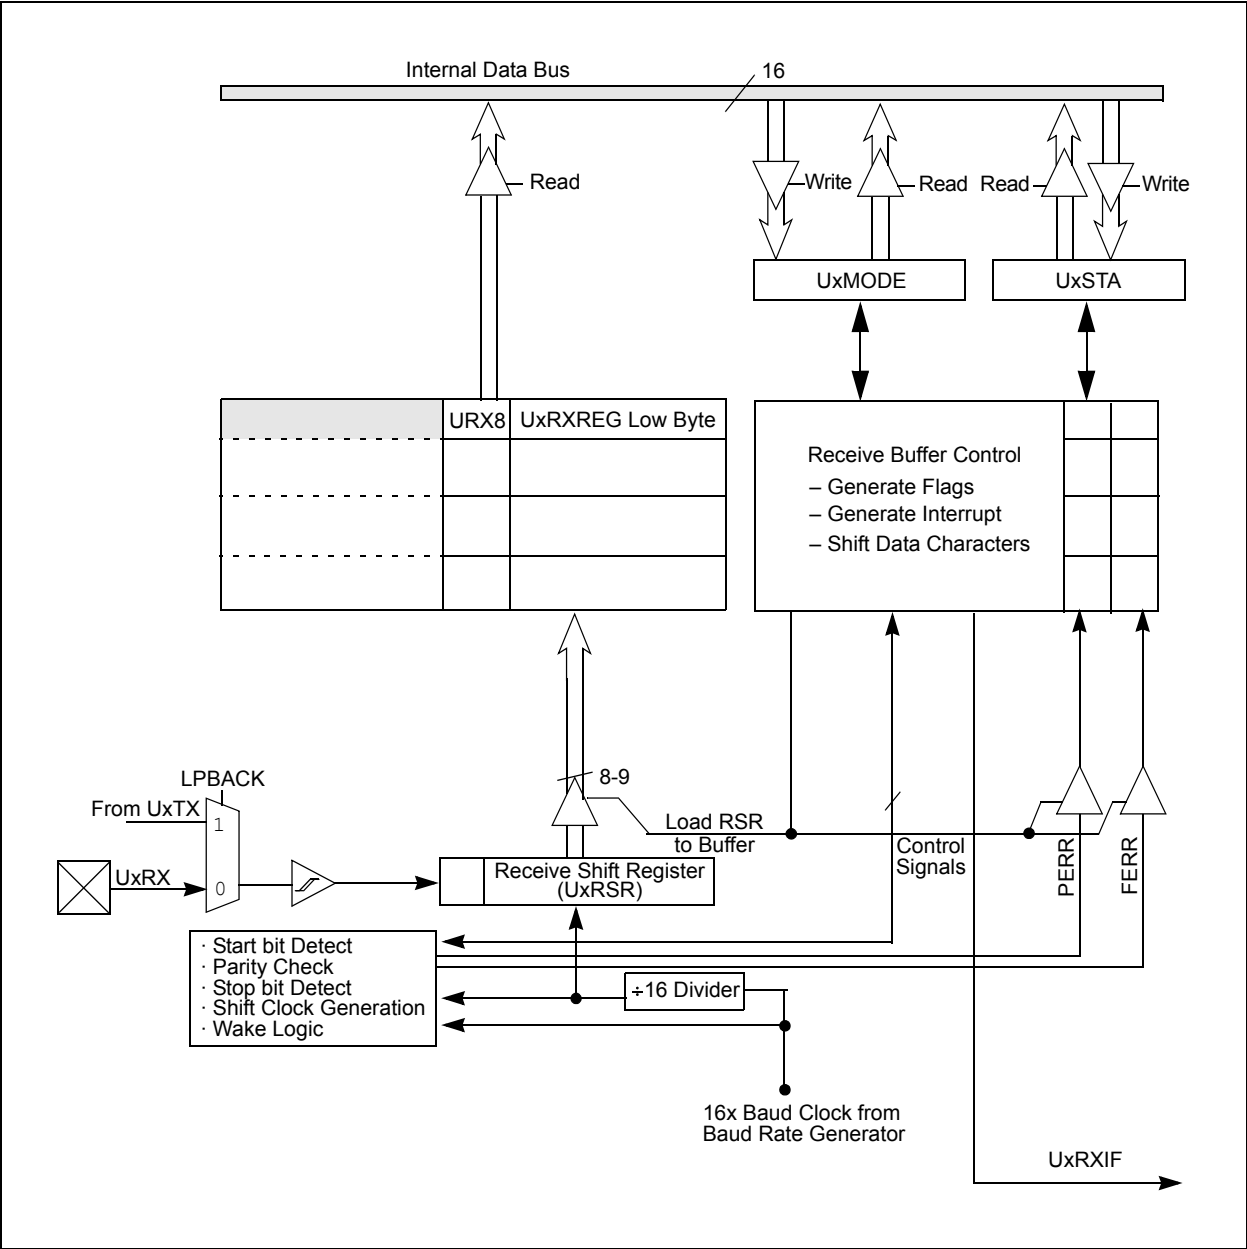 Internal Data Bus
16
Read
Write
Read
Read
Write
UxMODE
UxSTA
URX8
UxRXREG Low Byte
Receive Buffer Control
– Generate Flags
– Generate Interrupt
– Shift Data Characters
LPBACK
From UxTX
1
8-9
Load RSR
to Buffer
Control
Signals
PERR
FERR
UxRX
0
Receive Shift Register
(UxRSR)
· Start bit Detect
· Parity Check
· Stop bit Detect
· Shift Clock Generation
· Wake Logic
÷16 Divider
16x Baud Clock from
Baud Rate Generator
UxRXIF